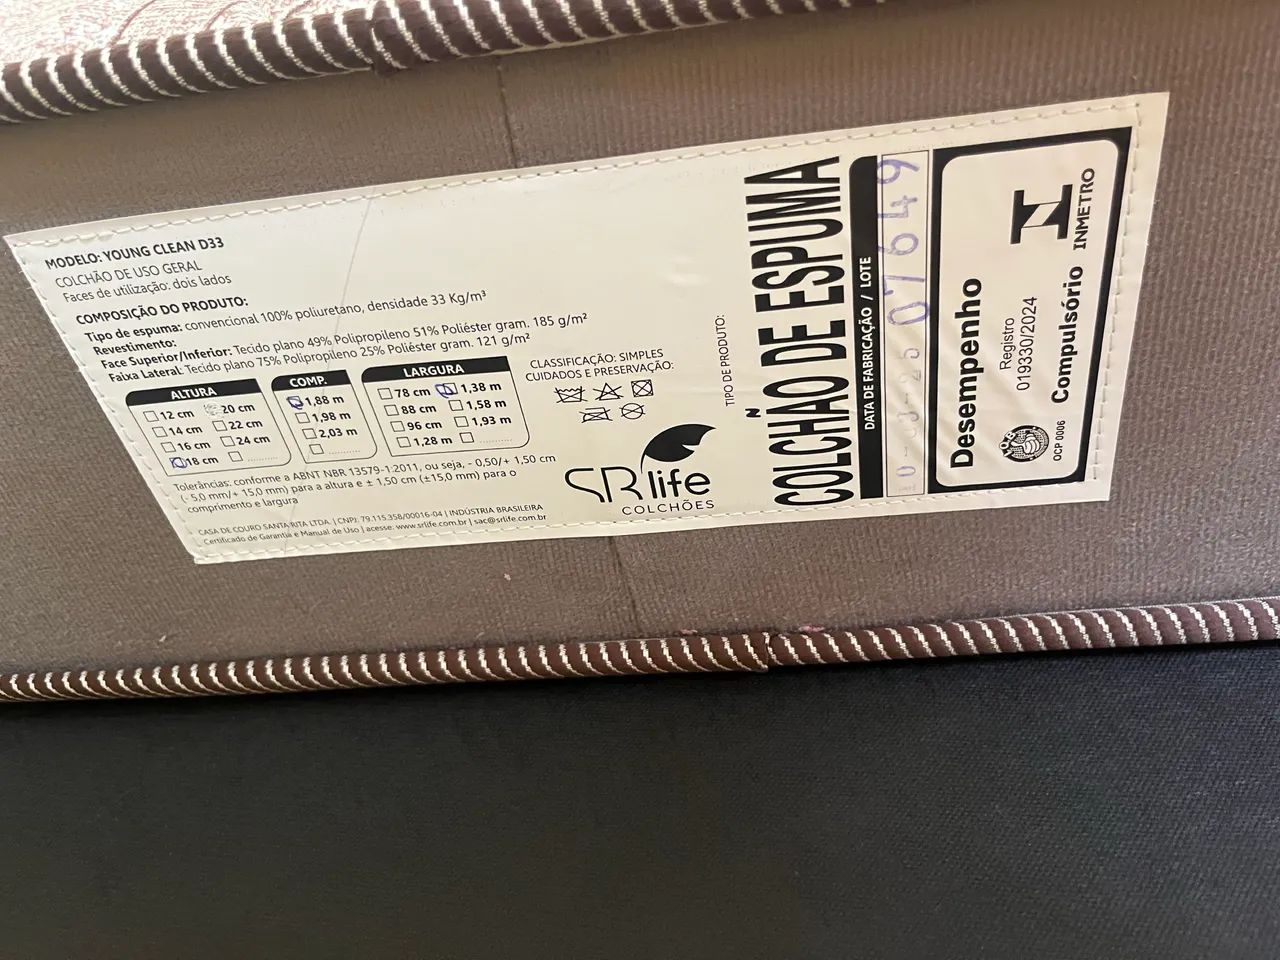 MODELO: YOUNG CLEAN D33
COLCHÃO DE USO GERAL
Faces de utilização: dois lados
COMPOSIÇÃO DO PRODUTO:
Tipo de espuma: convencional 100% poliuretano, densidade 33 Kg/m³
Revestimento:
Face Superior/Inferior: Tecido plano 49% Polipropileno 51% Poliéster gram. 185 g/m²
Faixa Lateral: Tecido plano 75% Polipropileno 25% Poliéster gram. 121 g/m²
ALTURA
12 cm 20 cm
14 cm 22 cm
16 cm 24 cm
18 cm
COMP.
1,88 m
1,98 m
2,03 m
LARGURA
78 cm 1,38 m
88 cm 1,58 m
96 cm 1,93 m
1,28 m
CLASSIFICAÇÃO: SIMPLES
CUIDADOS E PRESERVAÇÃO:
Tolerâncias: conforme a ABNT NBR 13579-1:2011, ou seja, - 0,50/+ 1,50 cm
(- 5,0 mm/+ 15,0 mm) para a altura e ± 1,50 cm (±15,0 mm) para o
comprimento e largura
CASA DE COURO SANTA RITA LTDA. | CNPJ: 79.115.358/00016-04 | INDÚSTRIA BRASILEIRA
Certificado de Garantia e Manual de Uso | acesse: www.srlife.com.br | sac@srlife.com.br
SR life
COLCHÕES
TIPO DE PRODUTO:
COLCHÃO DE ESPUMA
DATA DE FABRICAÇÃO / LOTE
07649
Desempenho
Registro
019330/2024
Compulsório
OCP 0006
INMETRO